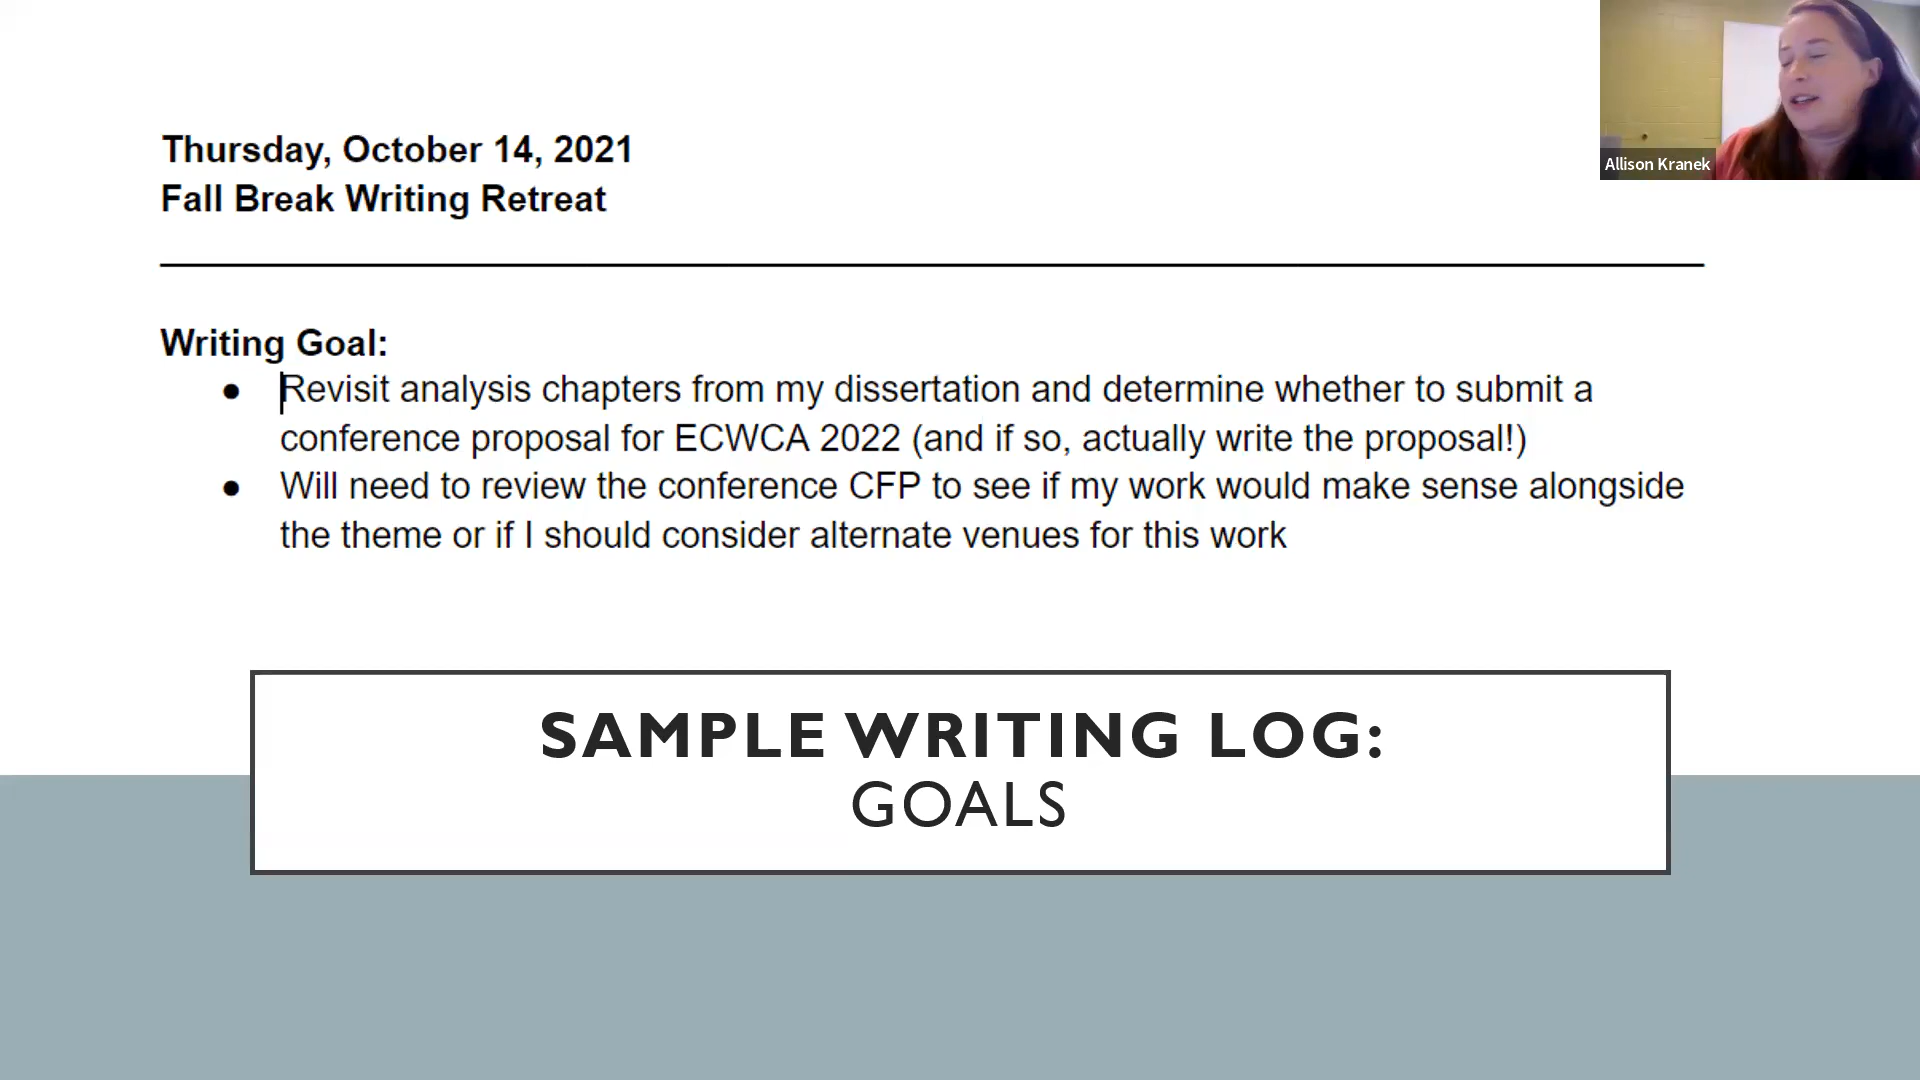 Thursday, October 14, 2021
Fall Break Writing Retreat
Allison Kranek
Writing Goal:
● Revisit analysis chapters from my dissertation and determine whether to submit a
conference proposal for ECWCA 2022 (and if so, actually write the proposal!)
● Will need to review the conference CFP to see if my work would make sense alongside
the theme or if I should consider alternate venues for this work
SAMPLE WRITING LOG:
GOALS